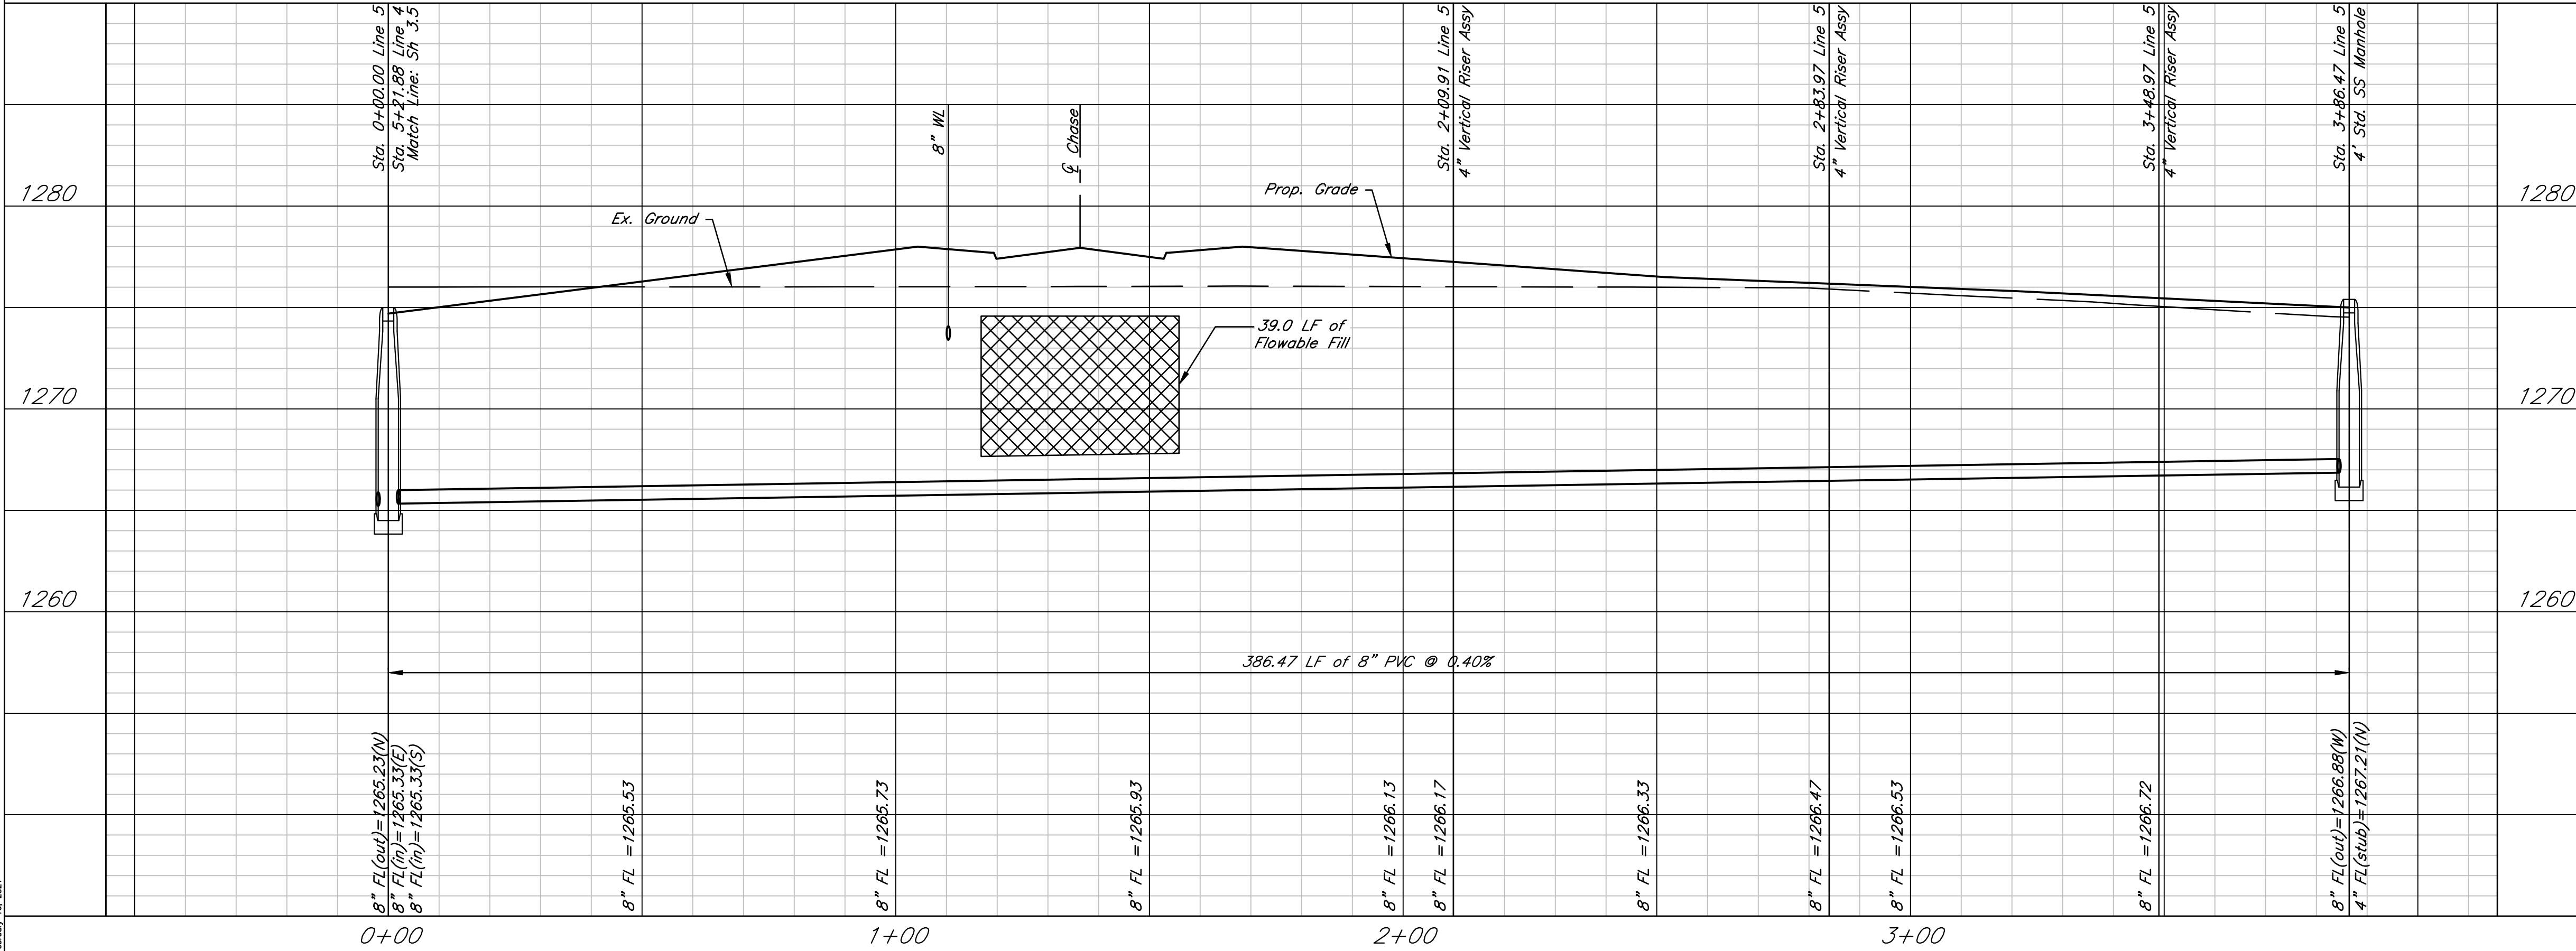 Sta. 0+00.00 Line 5
Sta. 5+21.88 Line 4
Match Line: Sh 3.5
8" WL
℄ Chase
Sta. 2+09.91 Line 5
4" Vertical Riser Assy
Sta. 2+83.97 Line 5
4" Vertical Riser Assy
Sta. 3+48.97 Line 5
4" Vertical Riser Assy
Sta. 3+86.47 Line 5
4' Std. SS Manhole
1280
1280
Ex. Ground
Prop. Grade
39.0 LF of
Flowable Fill
1270
1270
1260
1260
386.47 LF of 8" PVC @ 0.40%
8" FL(out)=1265.23(N)
8" FL(in)=1265.33(E)
8" FL(in)=1265.33(S)
8" FL =1265.53
8" FL =1265.73
8" FL =1265.93
8" FL =1266.13
8" FL =1266.17
8" FL =1266.33
8" FL =1266.47
8" FL =1266.53
8" FL =1266.72
8" FL(out)=1266.88(W)
4" FL(stub)=1267.21(N)
0+00
1+00
2+00
3+00